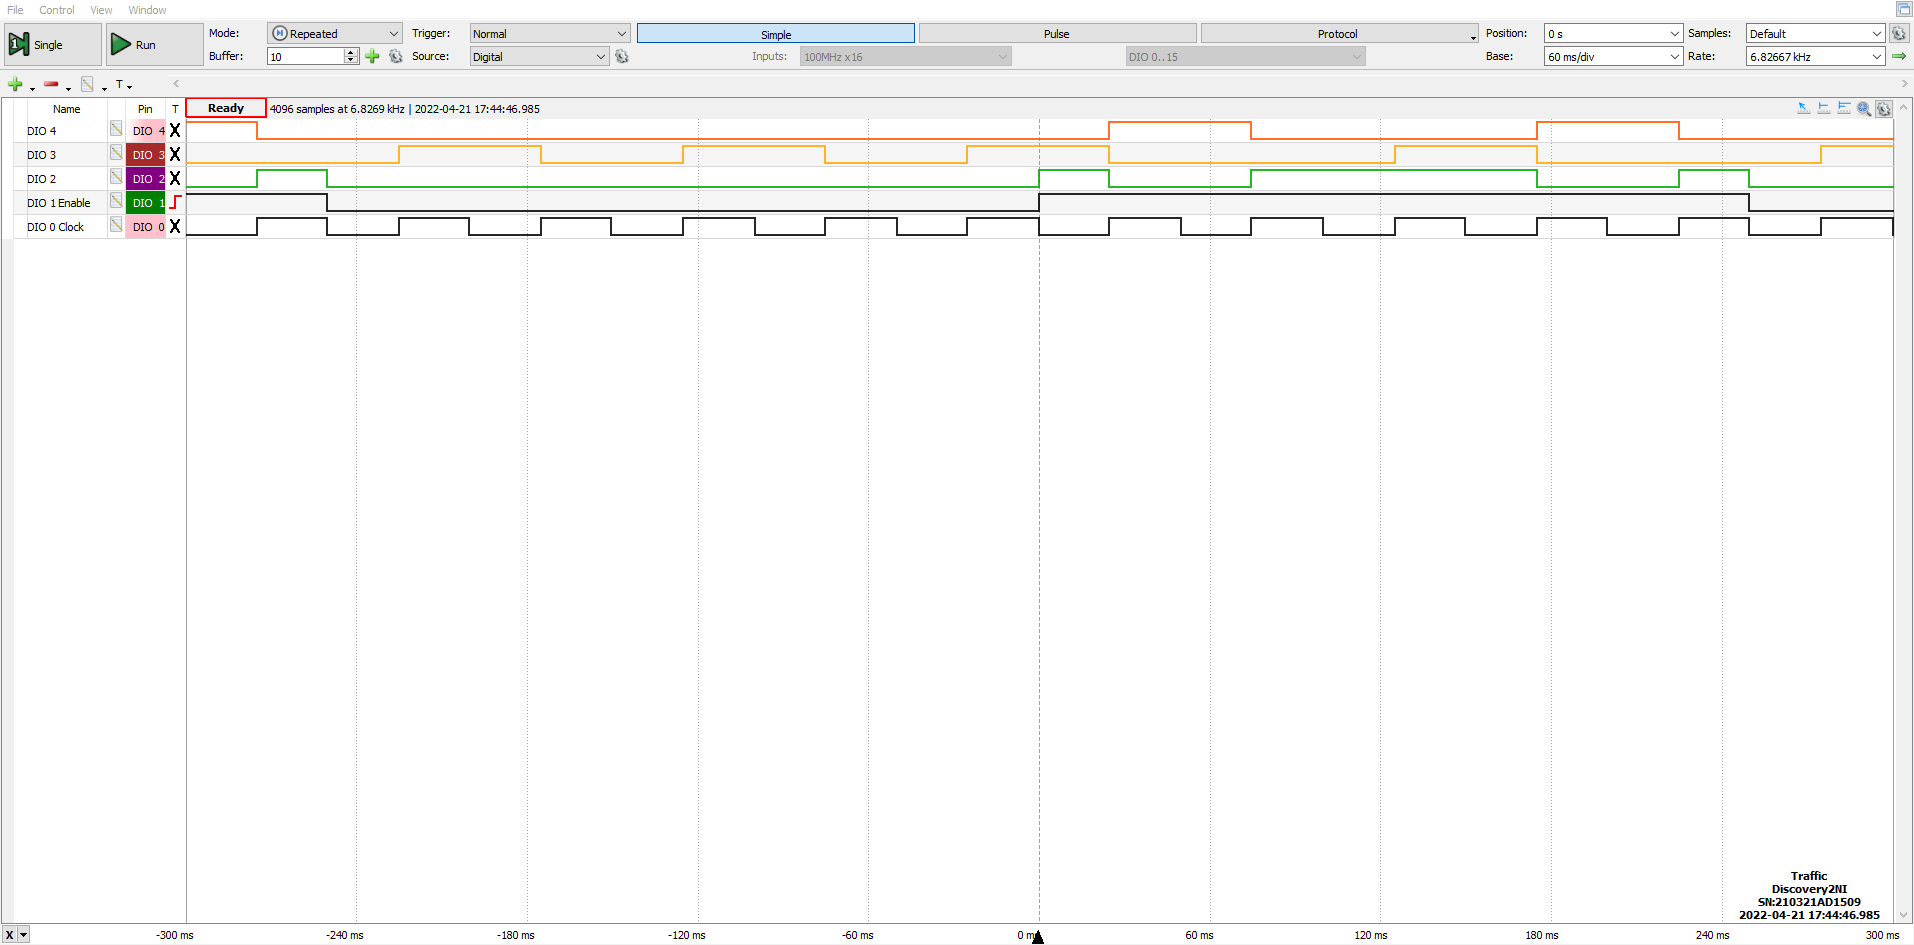 File Control View Window
Single Run Mode: Repeated Trigger: Normal Simple Pulse Protocol Position: 0 s Samples: Default
Buffer: 10 Source: Digital Inputs: 100MHz x16 DIO 0..15 Base: 60 ms/div Rate: 6.82667 kHz
T
Name Pin T Ready 4096 samples at 6.8269 kHz | 2022-04-21 17:44:46.985
DIO 4 DIO 4 X
DIO 3 DIO 3 X
DIO 2 DIO 2 X
DIO 1 Enable DIO 1
DIO 0 Clock DIO 0 X
Traffic
Discovery2NI
SN:210321AD1509
2022-04-21 17:44:46.985
X -300 ms -240 ms -180 ms -120 ms -60 ms 0 ms 60 ms 120 ms 180 ms 240 ms 300 ms